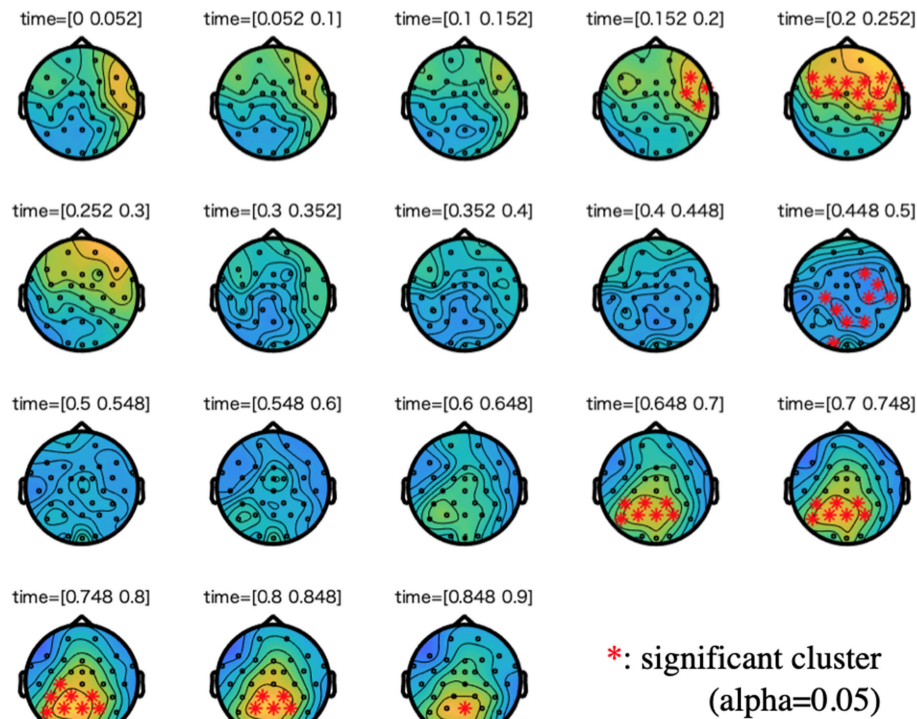 time=[0 0.052] time=[0.052 0.1] time=[0.1 0.152] time=[0.152 0.2] time=[0.2 0.252]
time=[0.252 0.3] time=[0.3 0.352] time=[0.352 0.4] time=[0.4 0.448] time=[0.448 0.5]
time=[0.5 0.548] time=[0.548 0.6] time=[0.6 0.648] time=[0.648 0.7] time=[0.7 0.748]
time=[0.748 0.8] time=[0.8 0.848] time=[0.848 0.9]
*: significant cluster
(alpha=0.05)